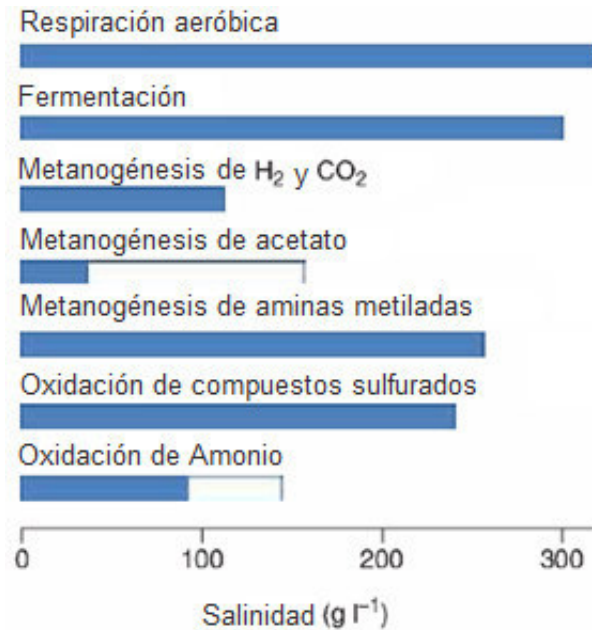 Respiración aeróbica
Fermentación
Metanogénesis de H₂ y CO₂
Metanogénesis de acetato
Metanogénesis de aminas metiladas
Oxidación de compuestos sulfurados
Oxidación de Amonio
0 100 200 300
Salinidad (g l⁻¹)